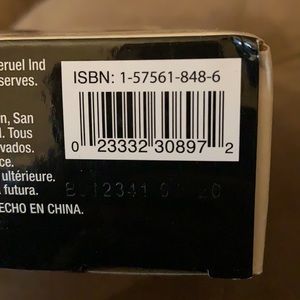 eruel Ind
serves.
ISBN: 1-57561-848-6
n, San
Tous
vados.
ce.
ultérieure.
futura.
ECHO EN CHINA.
0 23332 30897 2